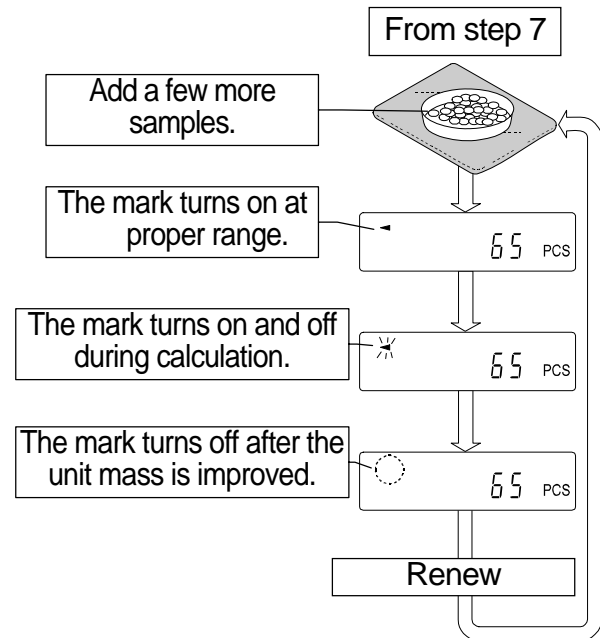 From step 7
Add a few more
samples.
The mark turns on at
proper range.
65 PCS
The mark turns on and off
during calculation.
65 PCS
The mark turns off after the
unit mass is improved.
65 PCS
Renew